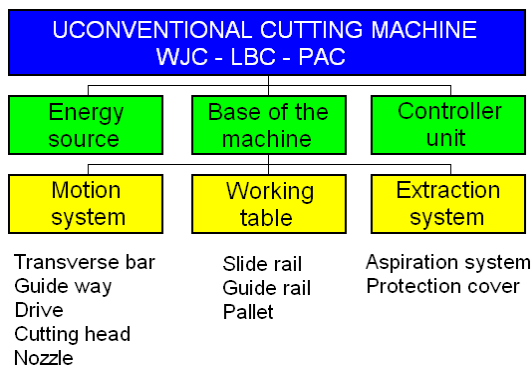 UCONVENTIONAL CUTTING MACHINE
WJC - LBC - PAC
Energy source
Base of the machine
Controller unit
Motion system
Working table
Extraction system
Transverse bar
Guide way
Drive
Cutting head
Nozzle
Slide rail
Guide rail
Pallet
Aspiration system
Protection cover